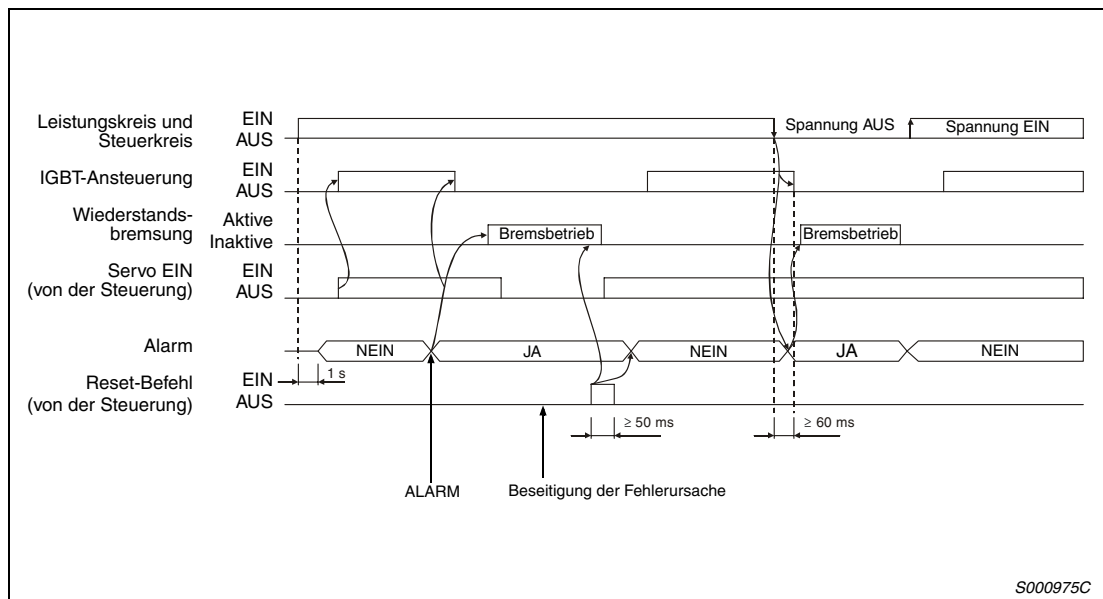 Leistungskreis und
Steuerkreis
EIN
AUS
Spannung AUS
Spannung EIN
IGBT-Ansteuerung
EIN
AUS
Wiederstands-
bremsung
Aktive
Inaktive
Bremsbetrieb
Bremsbetrieb
Servo EIN
(von der Steuerung)
EIN
AUS
Alarm
NEIN
JA
NEIN
JA
NEIN
1 s
Reset-Befehl
(von der Steuerung)
EIN
AUS
≥ 50 ms
≥ 60 ms
ALARM
Beseitigung der Fehlerursache
S000975C